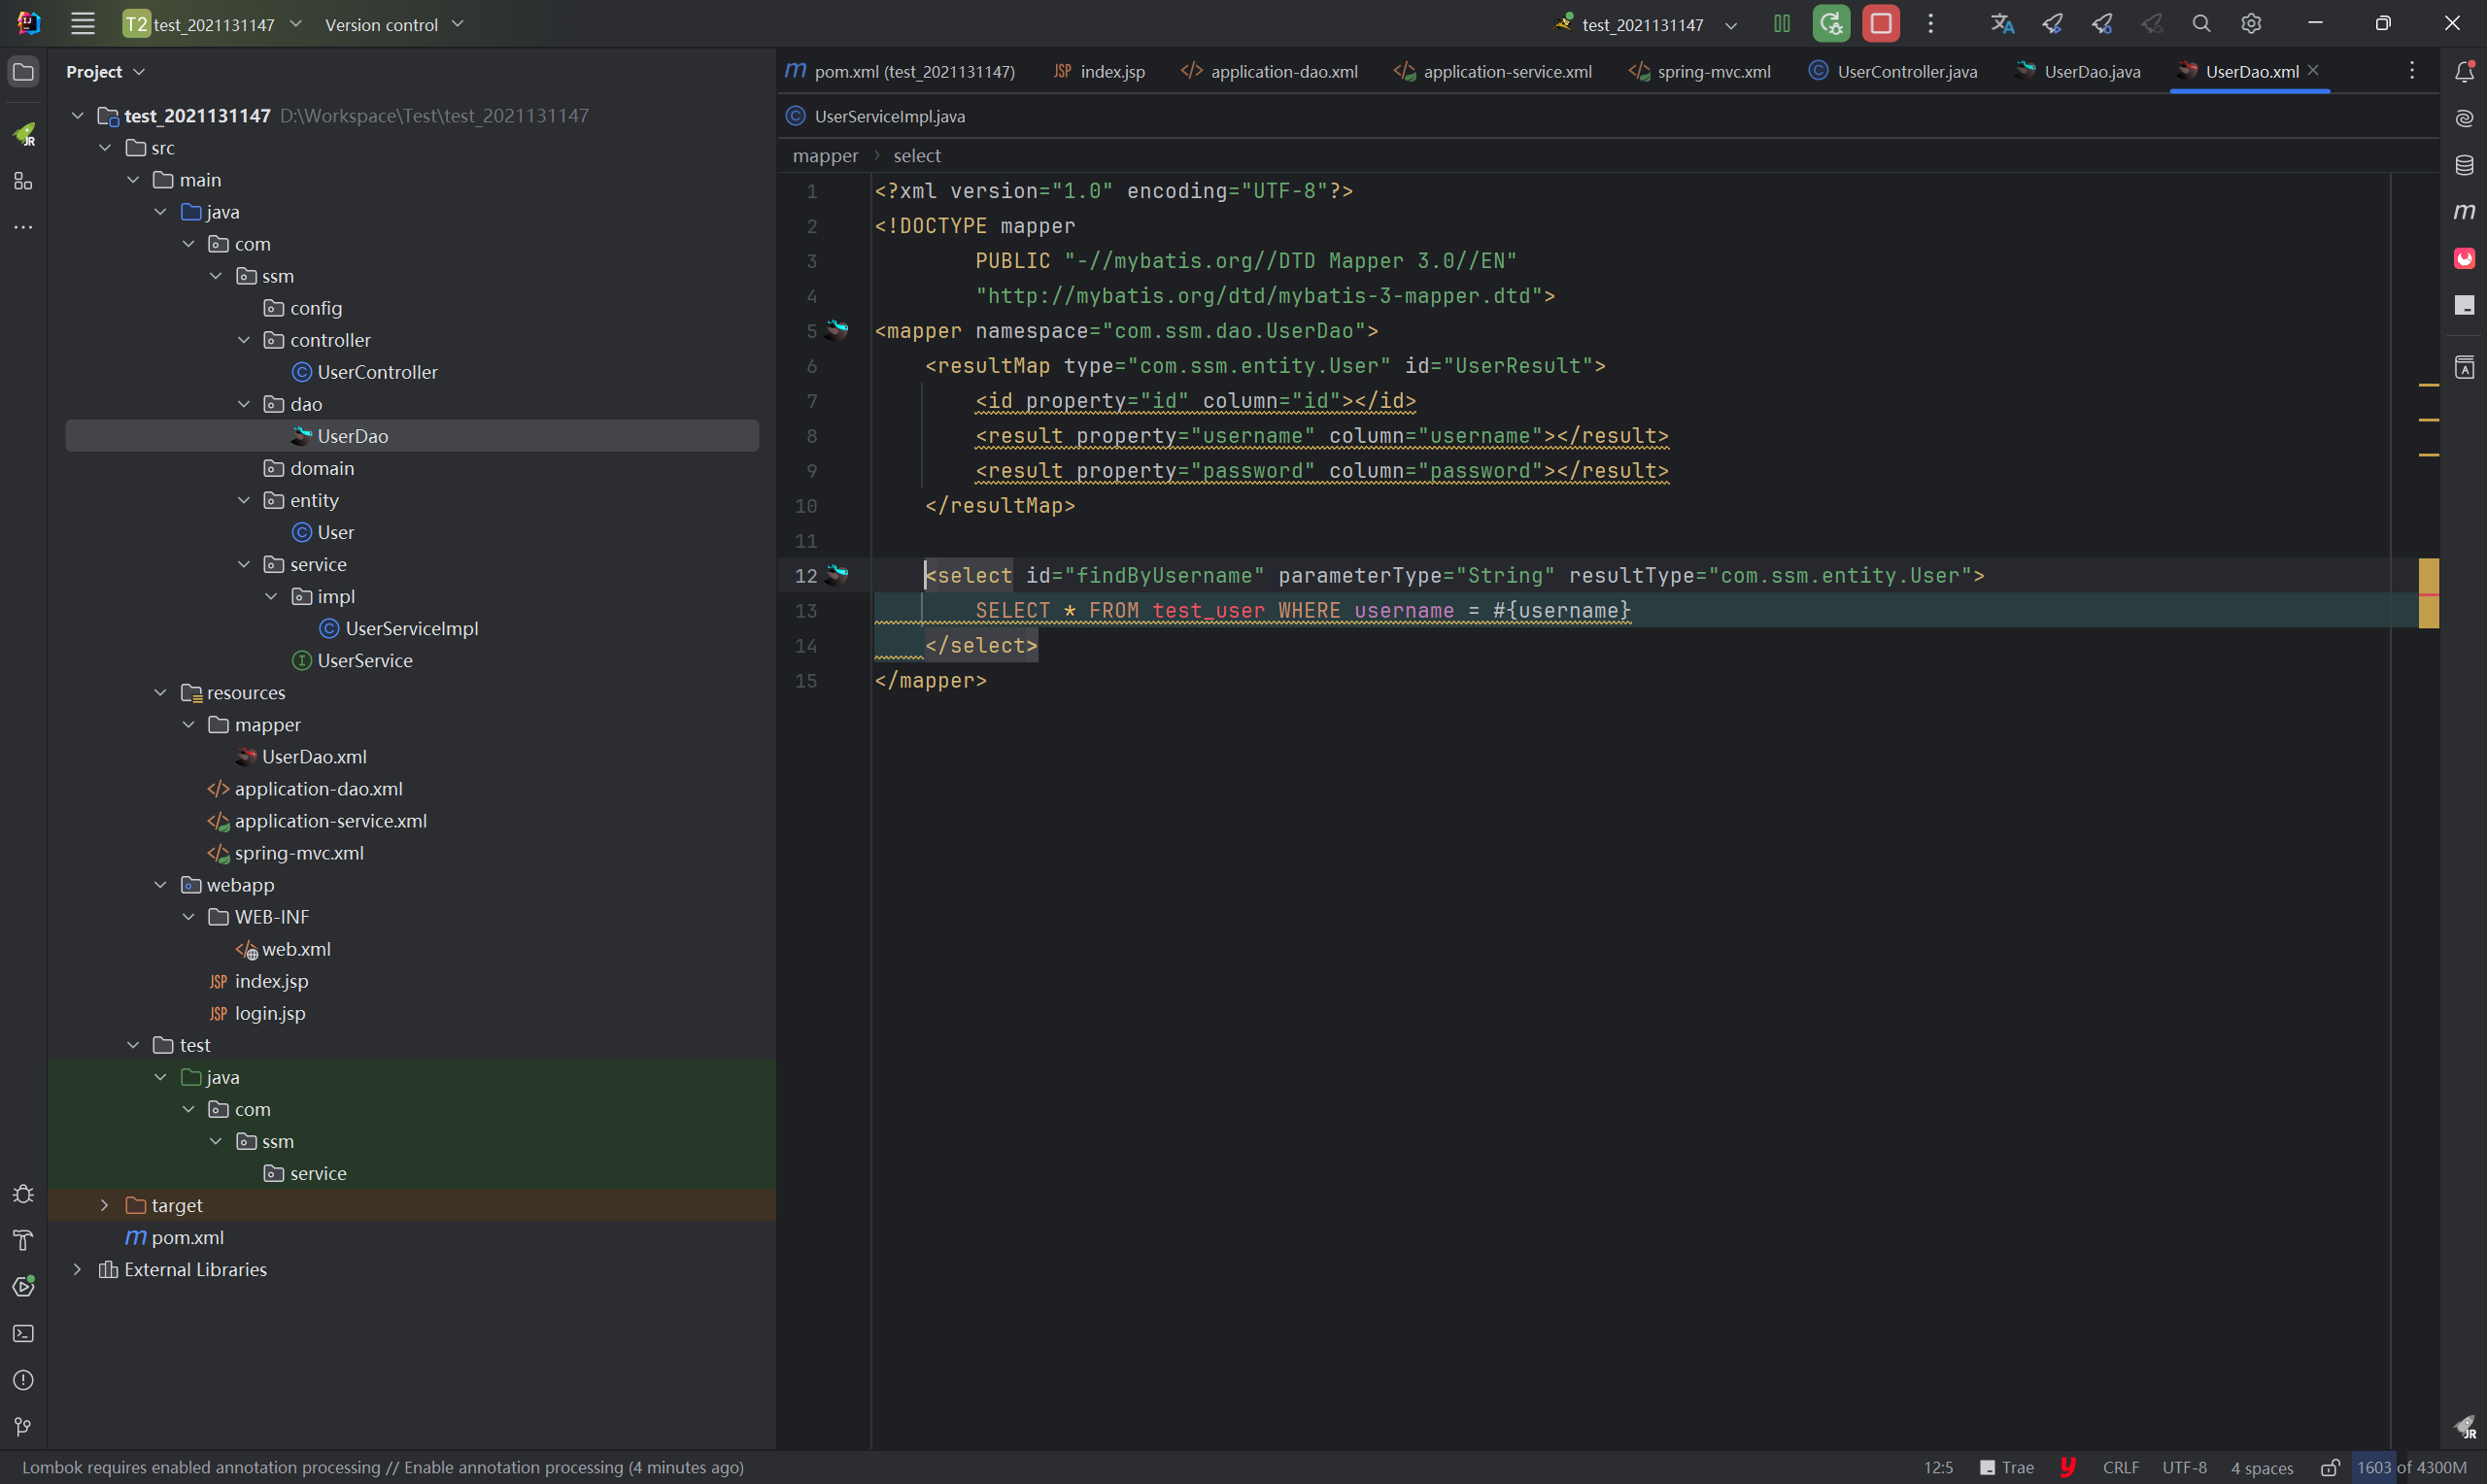 T2 test_2021131147 Version control test_2021131147
Project
test_2021131147 D:\Workspace\Test\test_2021131147
src
main
java
com
ssm
config
controller
UserController
dao
UserDao
domain
entity
User
service
impl
UserServiceImpl
UserService
resources
mapper
UserDao.xml
application-dao.xml
application-service.xml
spring-mvc.xml
webapp
WEB-INF
web.xml
JSP index.jsp
JSP login.jsp
test
java
com
ssm
service
target
m pom.xml
External Libraries
m pom.xml (test_2021131147) JSP index.jsp application-dao.xml application-service.xml spring-mvc.xml UserController.java UserDao.java UserDao.xml
UserServiceImpl.java
mapper › select
1 <?xml version="1.0" encoding="UTF-8"?>
2 <!DOCTYPE mapper
3 PUBLIC "-//mybatis.org//DTD Mapper 3.0//EN"
4 "http://mybatis.org/dtd/mybatis-3-mapper.dtd">
5 <mapper namespace="com.ssm.dao.UserDao">
6 <resultMap type="com.ssm.entity.User" id="UserResult">
7 <id property="id" column="id"></id>
8 <result property="username" column="username"></result>
9 <result property="password" column="password"></result>
10 </resultMap>
11
12 <select id="findByUsername" parameterType="String" resultType="com.ssm.entity.User">
13 SELECT * FROM test_user WHERE username = #{username}
14 </select>
15 </mapper>
Lombok requires enabled annotation processing // Enable annotation processing (4 minutes ago) 12:5 Trae CRLF UTF-8 4 spaces 1603 of 4300M